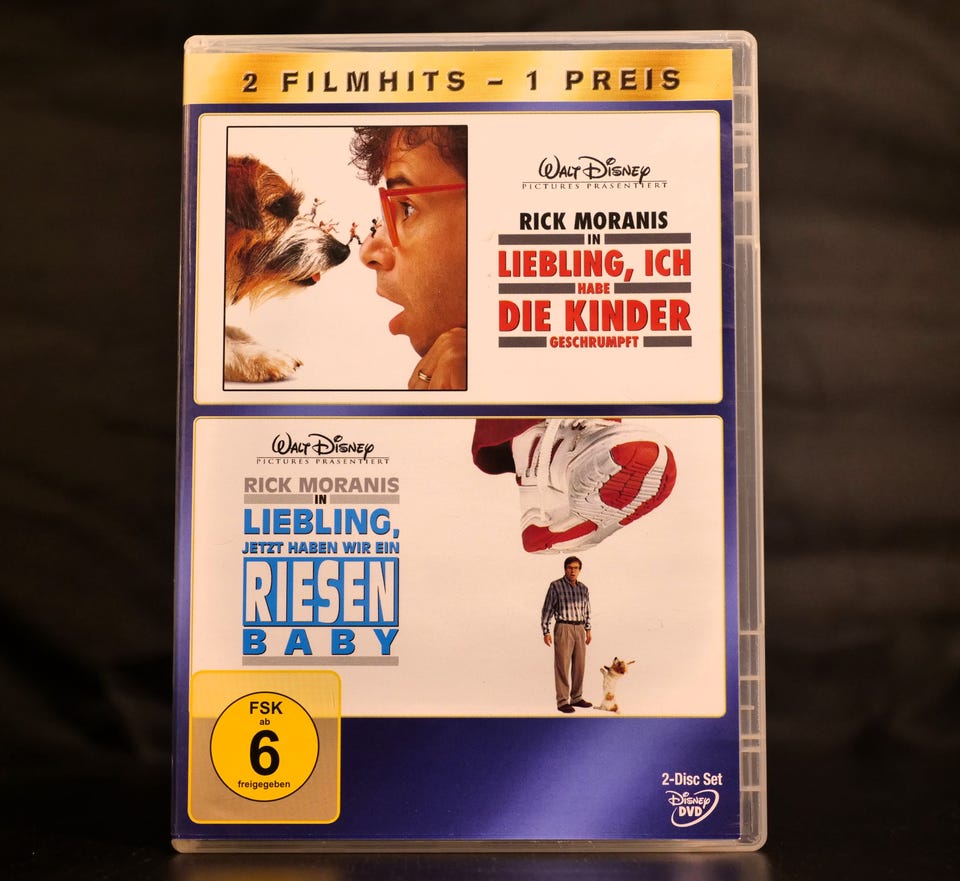 2 FILMHITS - 1 PREIS
WALT DISNEY
PICTURES PRÄSENTIERT
RICK MORANIS
IN
LIEBLING, ICH
HABE
DIE KINDER
GESCHRUMPFT
WALT DISNEY
PICTURES PRÄSENTIERT
RICK MORANIS
IN
LIEBLING,
JETZT HABEN WIR EIN
RIESEN
BABY
FSK
ab
6
freigegeben
2-Disc Set
DISNEY
DVD